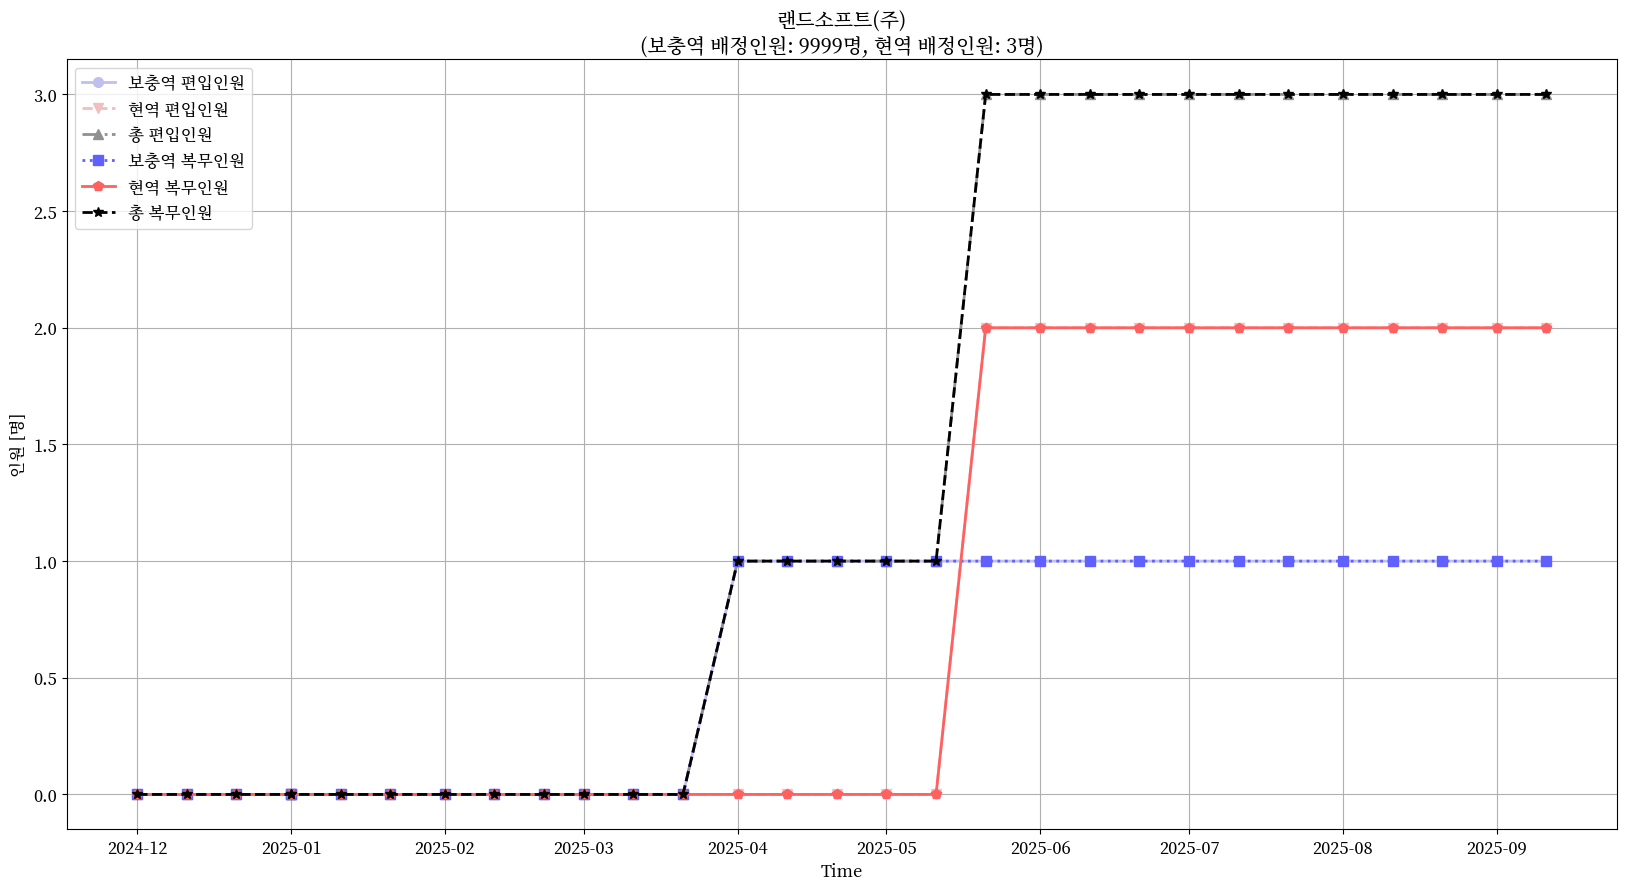 랜드소프트(주)
(보충역 배정인원: 9999명, 현역 배정인원: 3명)
보충역 편입인원
현역 편입인원
총 편입인원
보충역 복무인원
현역 복무인원
총 복무인원
3.0
2.5
2.0
1.5
1.0
0.5
0.0
인원 [명]
2024-12
2025-01
2025-02
2025-03
2025-04
2025-05
2025-06
2025-07
2025-08
2025-09
Time